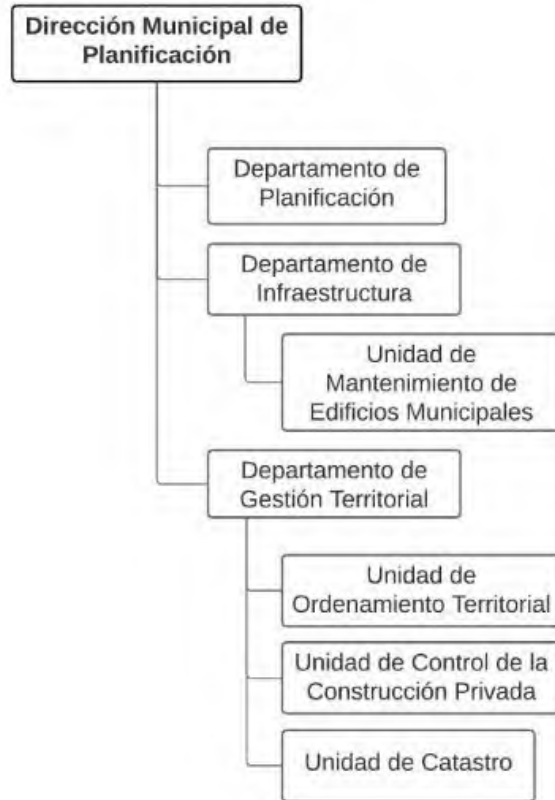 Dirección Municipal de
Planificación
Departamento de
Planificación
Departamento de
Infraestructura
Unidad de
Mantenimiento de
Edificios Municipales
Departamento de
Gestión Territorial
Unidad de
Ordenamiento Territorial
Unidad de Control de la
Construcción Privada
Unidad de Catastro